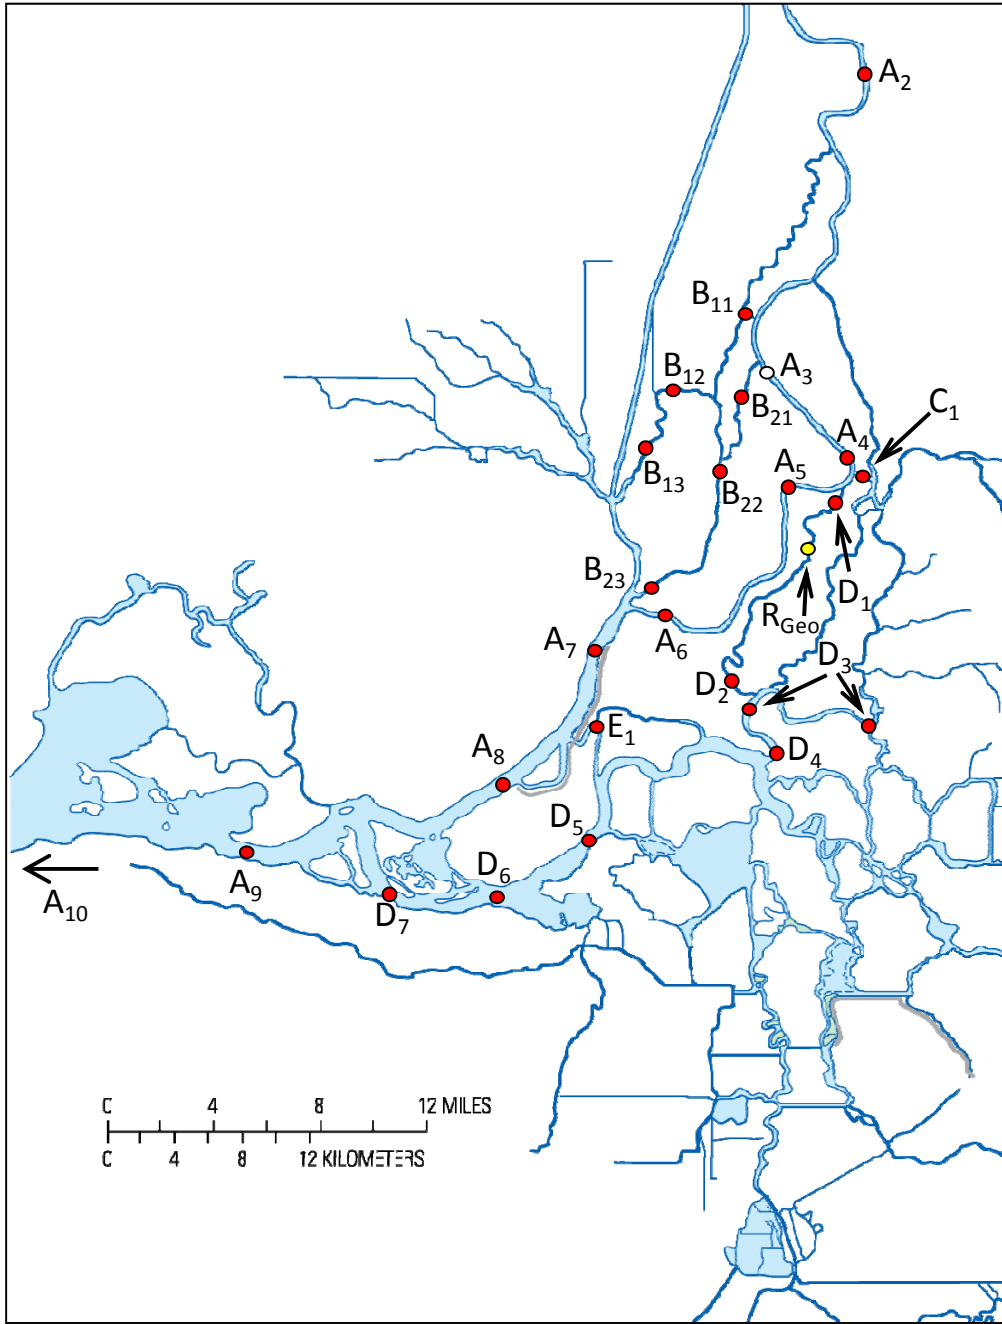 A2
B11
A3
B12
B21
C1
A4
A5
B13
B22
B23
D1
RGeo
A6
A7
D3
D2
E1
D4
A8
D5
D6
A9
D7
A10
C 4 8 12 MILES
C 4 8 12 KILOMETERS